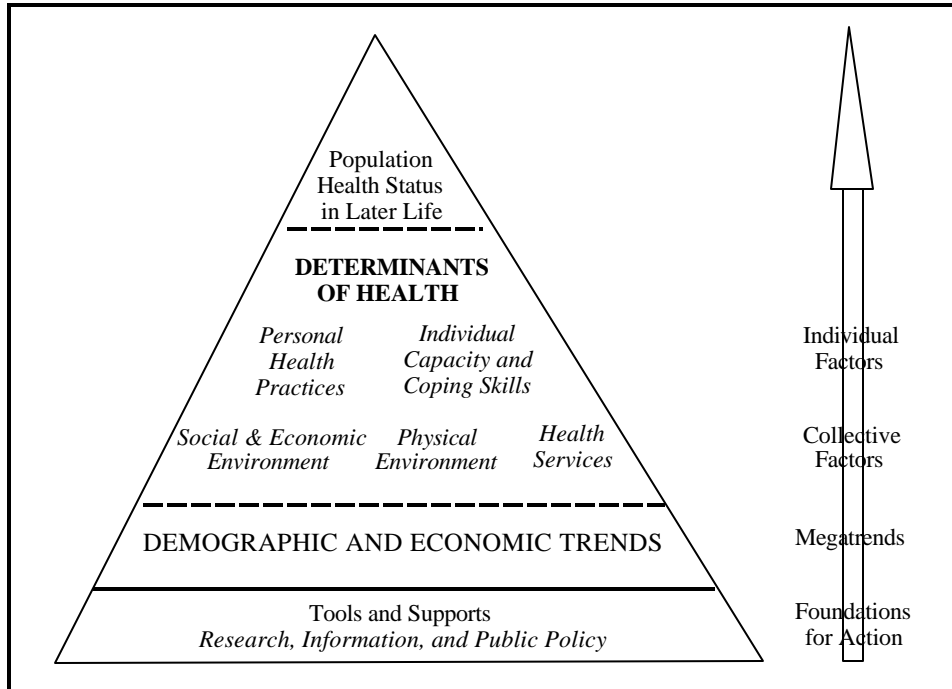 Population
Health Status
in Later Life
DETERMINANTS
OF HEALTH
Personal
Health
Practices
Individual
Capacity and
Coping Skills
Individual
Factors
Social & Economic
Environment
Physical
Environment
Health
Services
Collective
Factors
DEMOGRAPHIC AND ECONOMIC TRENDS
Megatrends
Tools and Supports
Research, Information, and Public Policy
Foundations
for Action